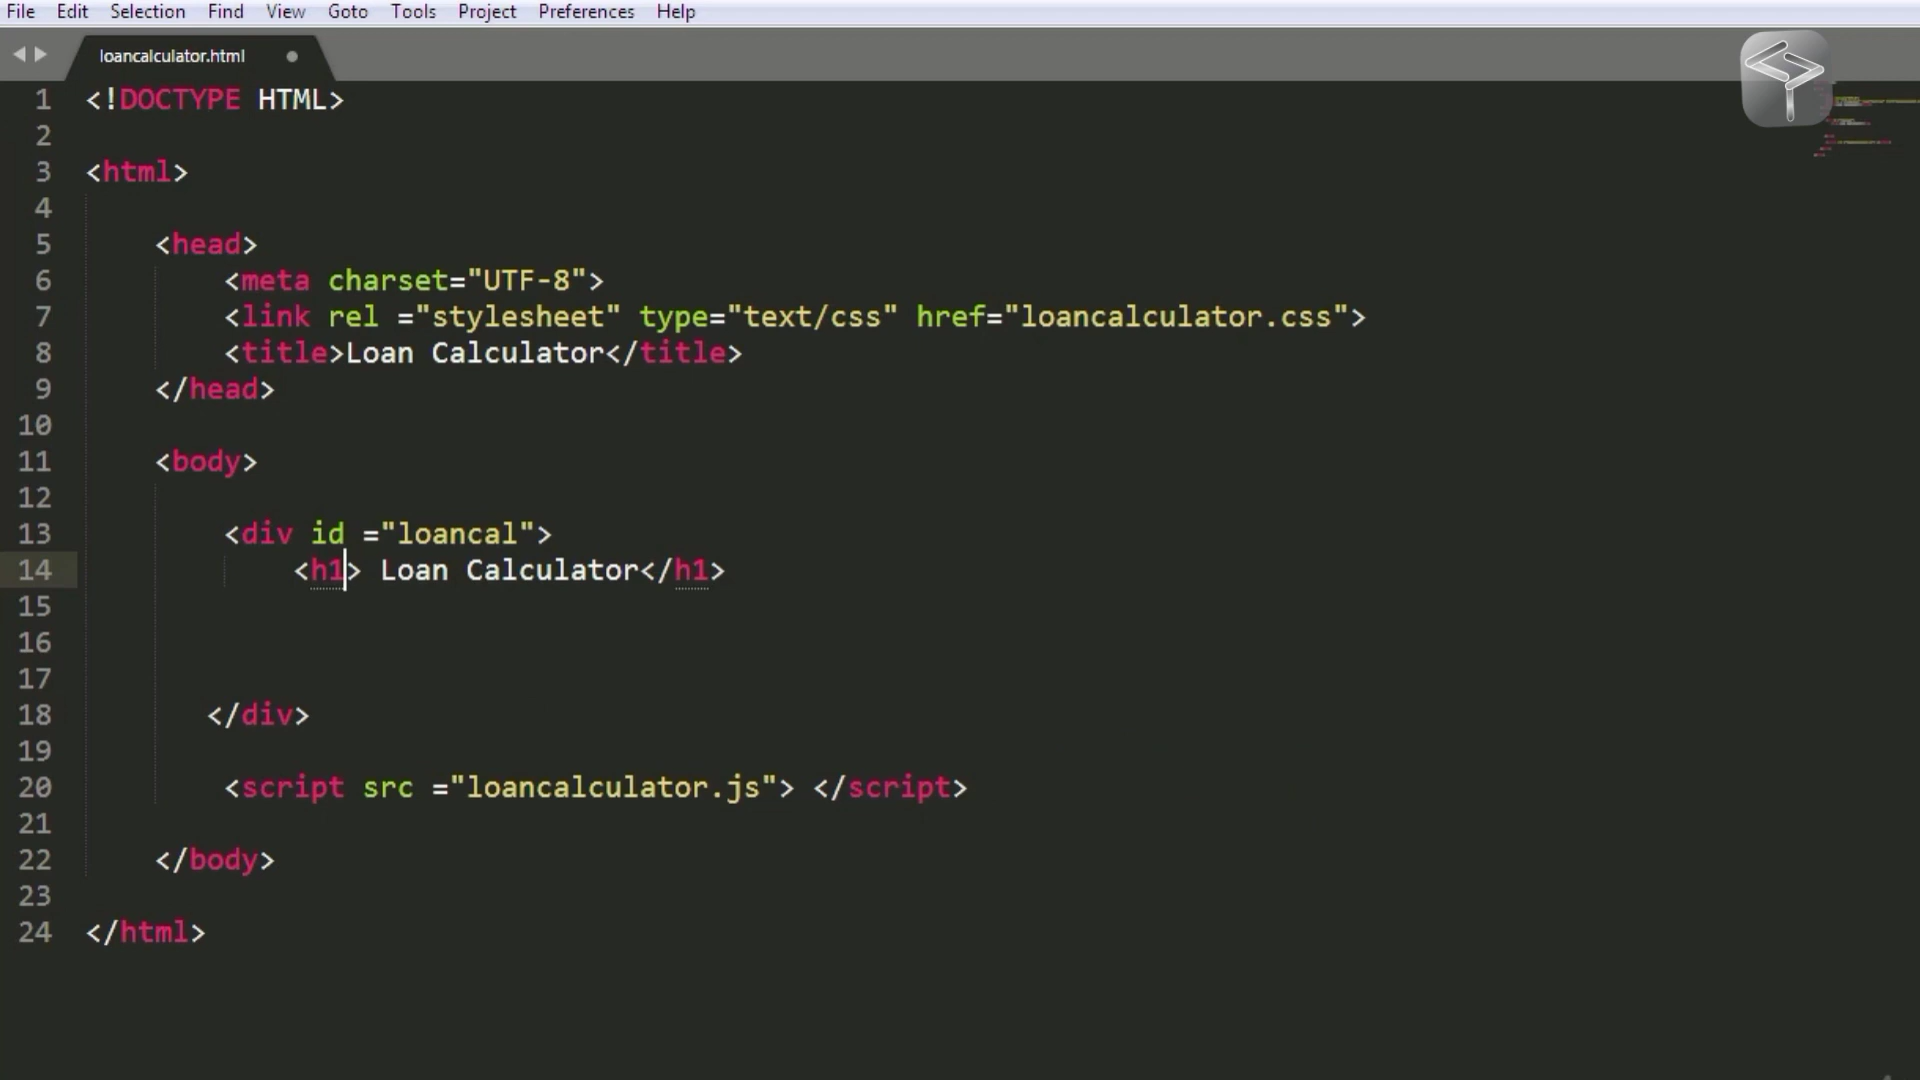 File Edit Selection Find View Goto Tools Project Preferences Help
loancalculator.html
1 <!DOCTYPE HTML>
2
3 <html>
4
5 <head>
6 <meta charset="UTF-8">
7 <link rel ="stylesheet" type="text/css" href="loancalculator.css">
8 <title>Loan Calculator</title>
9 </head>
10
11 <body>
12
13 <div id ="loancal">
14 <h1> Loan Calculator</h1>
15
16
17
18 </div>
19
20 <script src ="loancalculator.js"> </script>
21
22 </body>
23
24 </html>